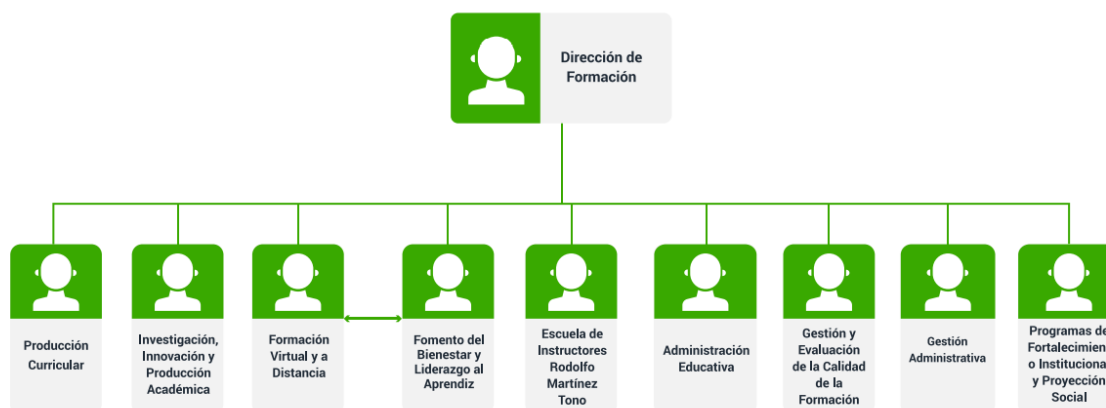 Dirección de
Formación
Producción
Curricular
Investigación,
Innovación y
Producción
Académica
Formación
Virtual y a
Distancia
Fomento del
Bienestar y
Liderazgo al
Aprendiz
Escuela de
Instructores
Rodolfo
Martínez
Tono
Administración
Educativa
Gestión y
Evaluación
de la Calidad
de la
Formación
Gestión
Administrativa
Programas de
Fortalecimien
o Instituciona
y Proyección
Social